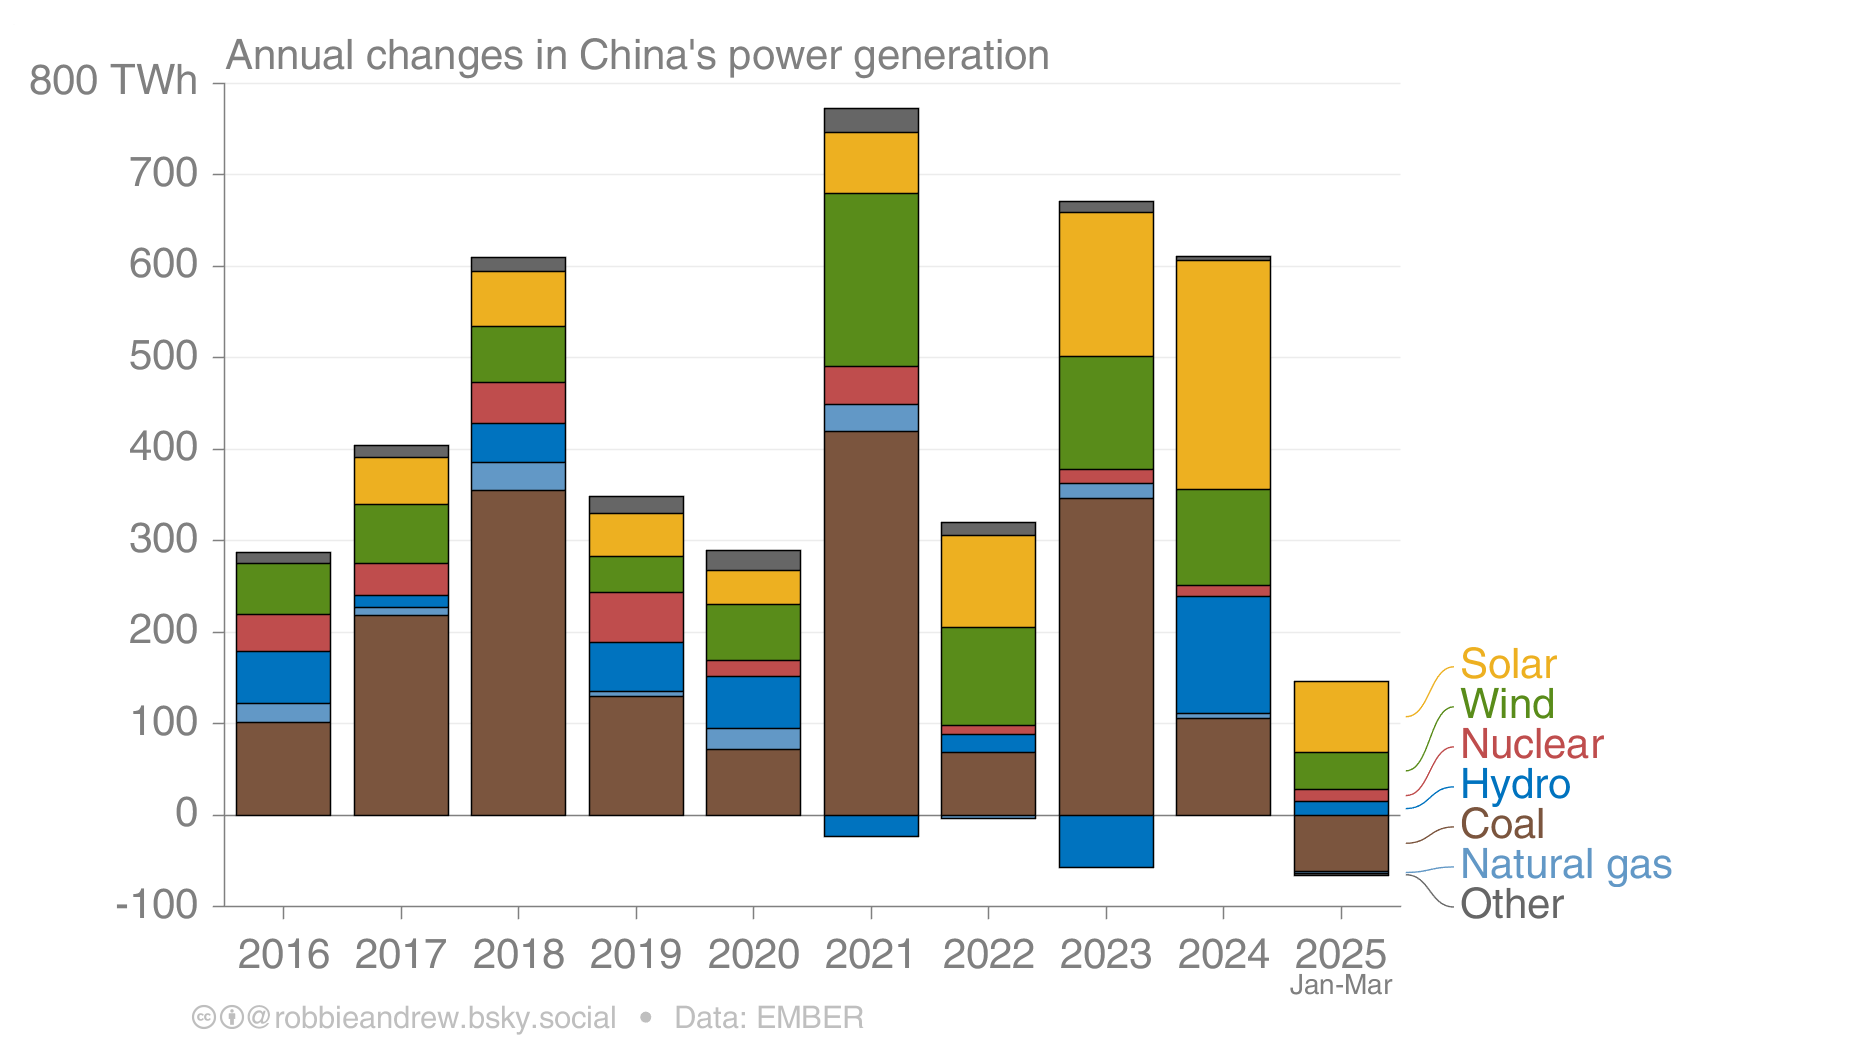 Annual changes in China's power generation
800 TWh
700
600
500
400
300
200
100
0
-100
2016 2017 2018 2019 2020 2021 2022 2023 2024 2025
Jan-Mar
Solar
Wind
Nuclear
Hydro
Coal
Natural gas
Other
cc @robbieandrew.bsky.social • Data: EMBER